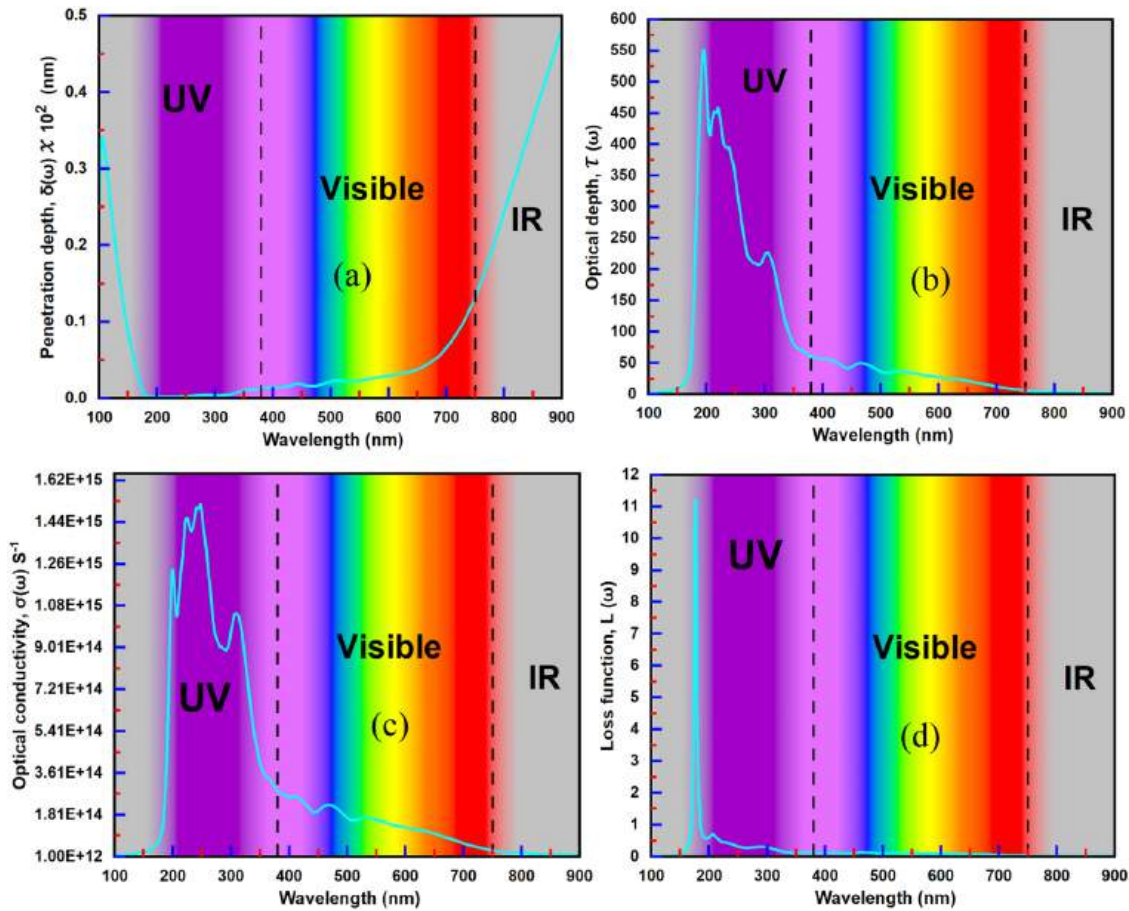 0.5
0.4
0.3
0.2
0.1
0.0
Penetration depth, δ(ω) χ 10² (nm)
UV
Visible
IR
(a)
100 200 300 400 500 600 700 800 900
Wavelength (nm)
600
550
500
450
400
350
300
250
200
150
100
50
0
Optical depth, τ (ω)
UV
Visible
IR
(b)
100 200 300 400 500 600 700 800 900
Wavelength (nm)
1.62E+15
1.44E+15
1.26E+15
1.08E+15
9.01E+14
7.21E+14
5.41E+14
3.61E+14
1.81E+14
1.00E+12
Optical conductivity, σ(ω) S⁻¹
UV
Visible
IR
(c)
100 200 300 400 500 600 700 800 900
Wavelength (nm)
12
11
10
9
8
7
6
5
4
3
2
1
0
Loss function, L (ω)
UV
Visible
IR
(d)
100 200 300 400 500 600 700 800 900
Wavelength (nm)